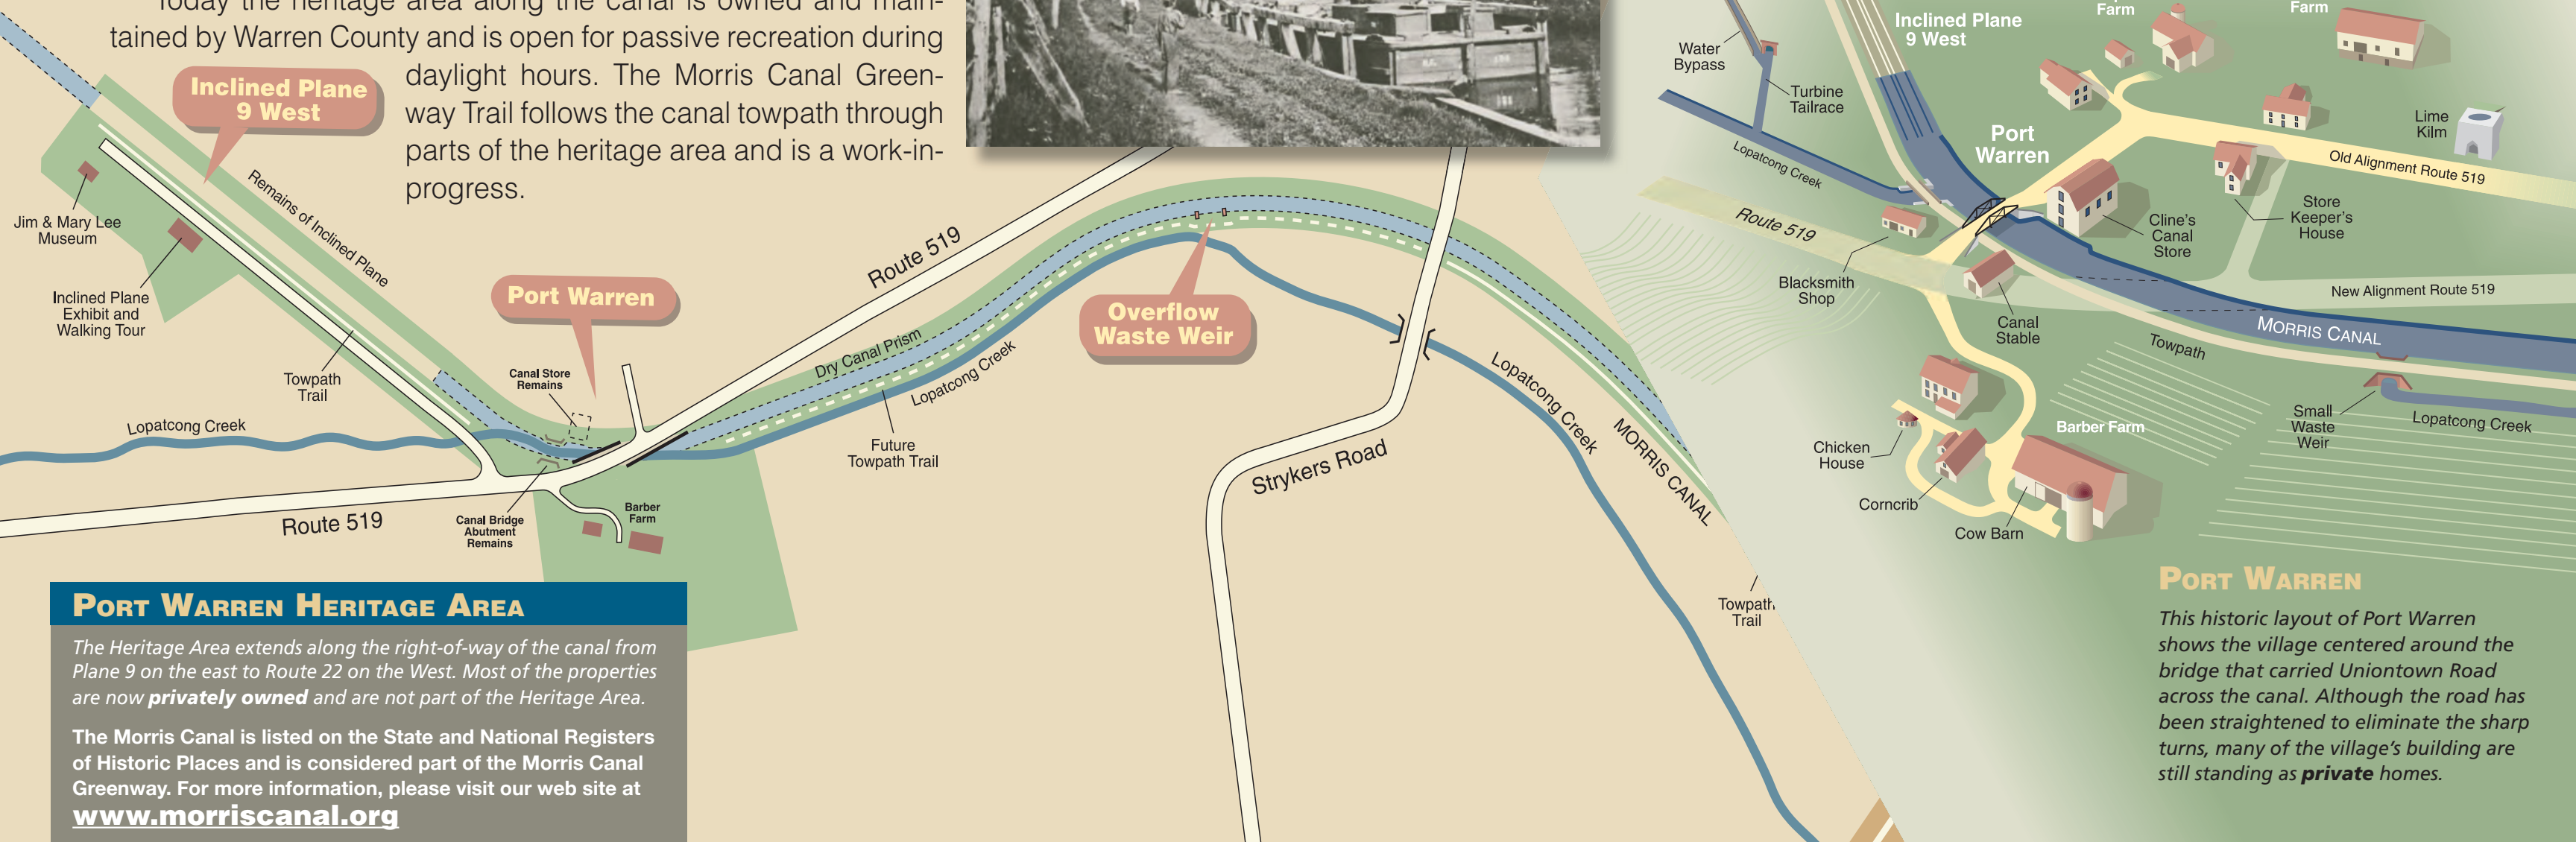 Today the heritage area along the canal is owned and main-
tained by Warren County and is open for passive recreation during
daylight hours. The Morris Canal Green-
way Trail follows the canal towpath through
parts of the heritage area and is a work-in-
progress.
Inclined Plane
9 West
Remains of Inclined Plane
Jim & Mary Lee
Museum
Inclined Plane
Exhibit and
Walking Tour
Towpath
Trail
Lopatcong Creek
Route 519
Port Warren
Canal Store
Remains
Canal Bridge
Abutment
Remains
Barber
Farm
Route 519
Dry Canal Prism
Lopatcong Creek
Future
Towpath Trail
Overflow
Waste Weir
Strykers Road
Lopatcong Creek
MORRIS CANAL
Towpath
Trail
PORT WARREN HERITAGE AREA
The Heritage Area extends along the right-of-way of the canal from
Plane 9 on the east to Route 22 on the West. Most of the properties
are now privately owned and are not part of the Heritage Area.
The Morris Canal is listed on the State and National Registers
of Historic Places and is considered part of the Morris Canal
Greenway. For more information, please visit our web site at
www.morriscanal.org
Water
Bypass
Turbine
Tailrace
Lopatcong Creek
Inclined Plane
9 West
Farm
Farm
Port
Warren
Lime
Kilm
Old Alignment Route 519
Store
Keeper's
House
Cline's
Canal
Store
Route 519
Blacksmith
Shop
Canal
Stable
New Alignment Route 519
MORRIS CANAL
Towpath
Small
Waste
Weir
Lopatcong Creek
Barber Farm
Chicken
House
Corncrib
Cow Barn
PORT WARREN
This historic layout of Port Warren
shows the village centered around the
bridge that carried Uniontown Road
across the canal. Although the road has
been straightened to eliminate the sharp
turns, many of the village's building are
still standing as private homes.